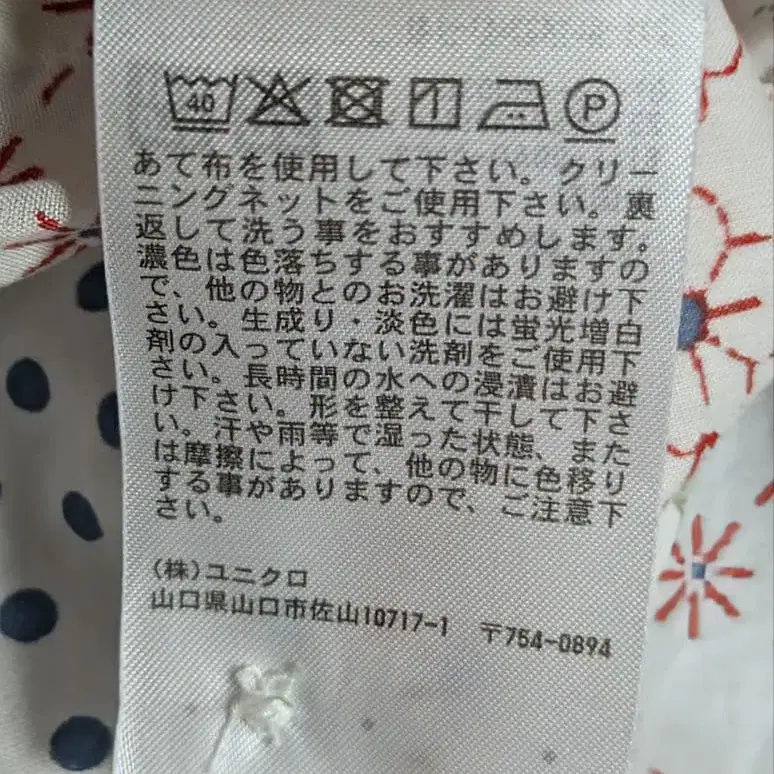 40 P
あて布を使用して下さい。クリー
ニングネットをご使用下さい。裏
返して洗う事をおすすめします。
濃色は色落ちする事がありますの
で、他の物とのお洗濯はお避け下
さい。生成り・淡色には蛍光増白
剤の入っていない洗剤をご使用下
さい。長時間の水への浸漬はお避
け下さい。形を整えて干して下さ
い。汗や雨等で湿った状態、また
は摩擦によって、他の物に色移り
する事がありますので、ご注意下
さい。
(株)ユニクロ
山口県山口市佐山10717-1 〒754-0894